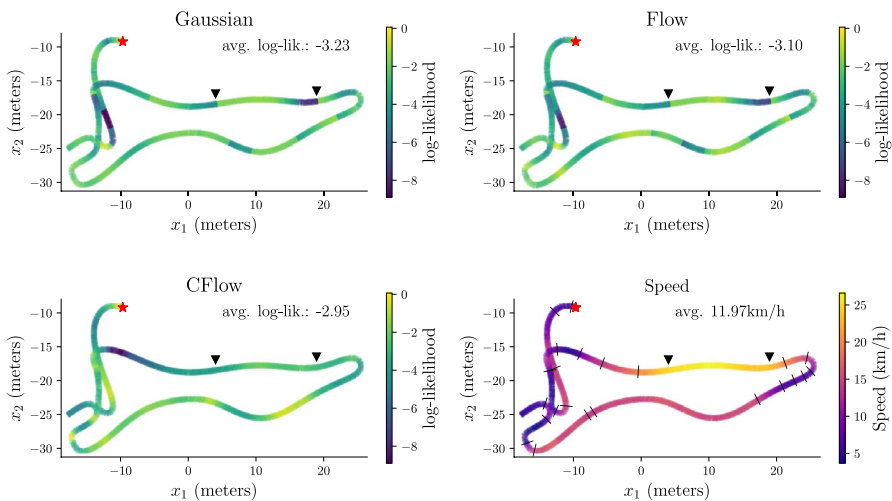 Gaussian
avg. log-lik.: -3.23
−10
−15
−20
−25
−30
x2 (meters)
−10
0
10
20
x1 (meters)
0
−2
−4
−6
−8
log-likelihood
Flow
avg. log-lik.: -3.10
−10
−15
−20
−25
−30
x2 (meters)
−10
0
10
20
x1 (meters)
0
−2
−4
−6
−8
log-likelihood
CFlow
avg. log-lik.: -2.95
−10
−15
−20
−25
−30
x2 (meters)
−10
0
10
20
x1 (meters)
0
−2
−4
−6
−8
log-likelihood
Speed
avg. 11.97km/h
−10
−15
−20
−25
−30
x2 (meters)
−10
0
10
20
x1 (meters)
25
20
15
10
5
Speed (km/h)